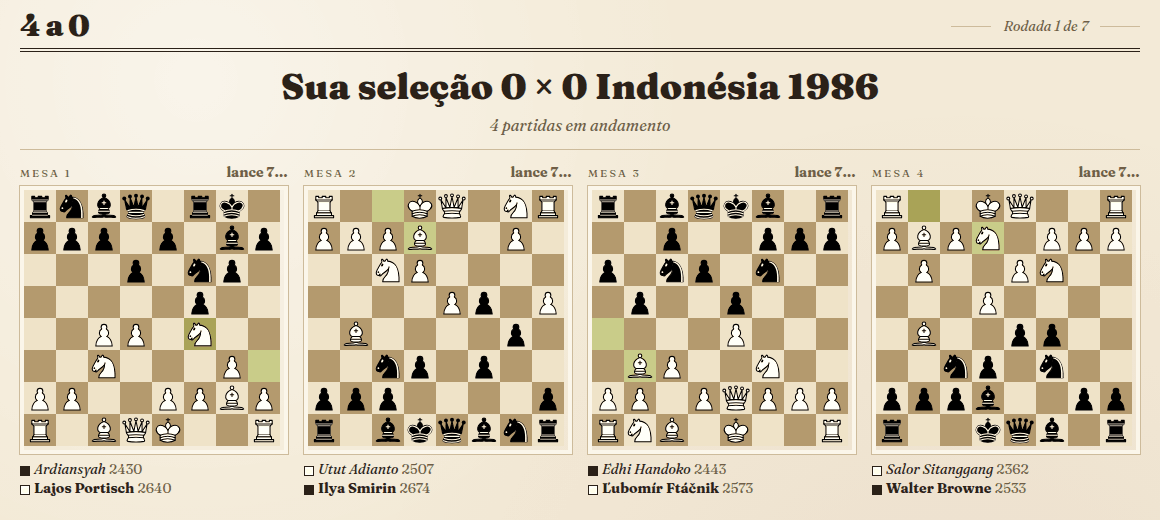 4 a 0
Rodada 1 de 7
Sua seleção 0 × 0 Indonésia 1986
4 partidas em andamento
MESA 1 lance 7...
MESA 2 lance 7...
MESA 3 lance 7...
MESA 4 lance 7...
Ardiansyah 2430
Lajos Portisch 2640
Utut Adianto 2507
Ilya Smirin 2674
Edhi Handoko 2443
Ľubomír Ftáčnik 2573
Salor Sitanggang 2362
Walter Browne 2533